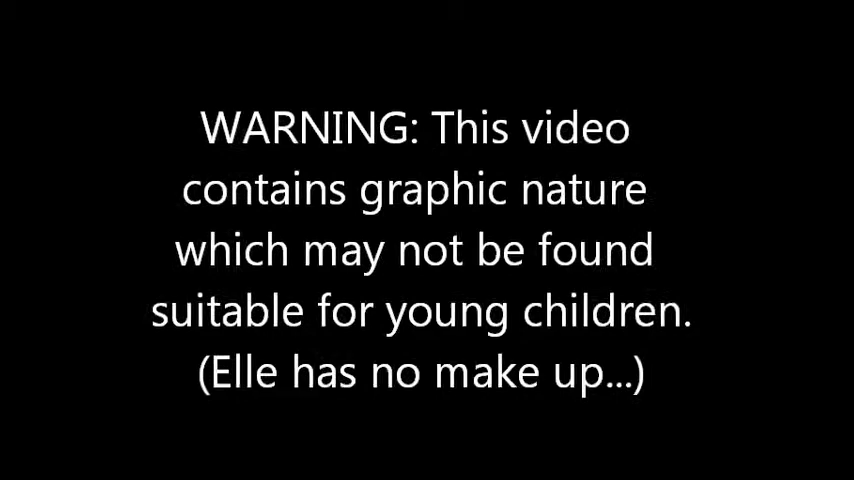 WARNING: This video
contains graphic nature
which may not be found
suitable for young children.
(Elle has no make up...)